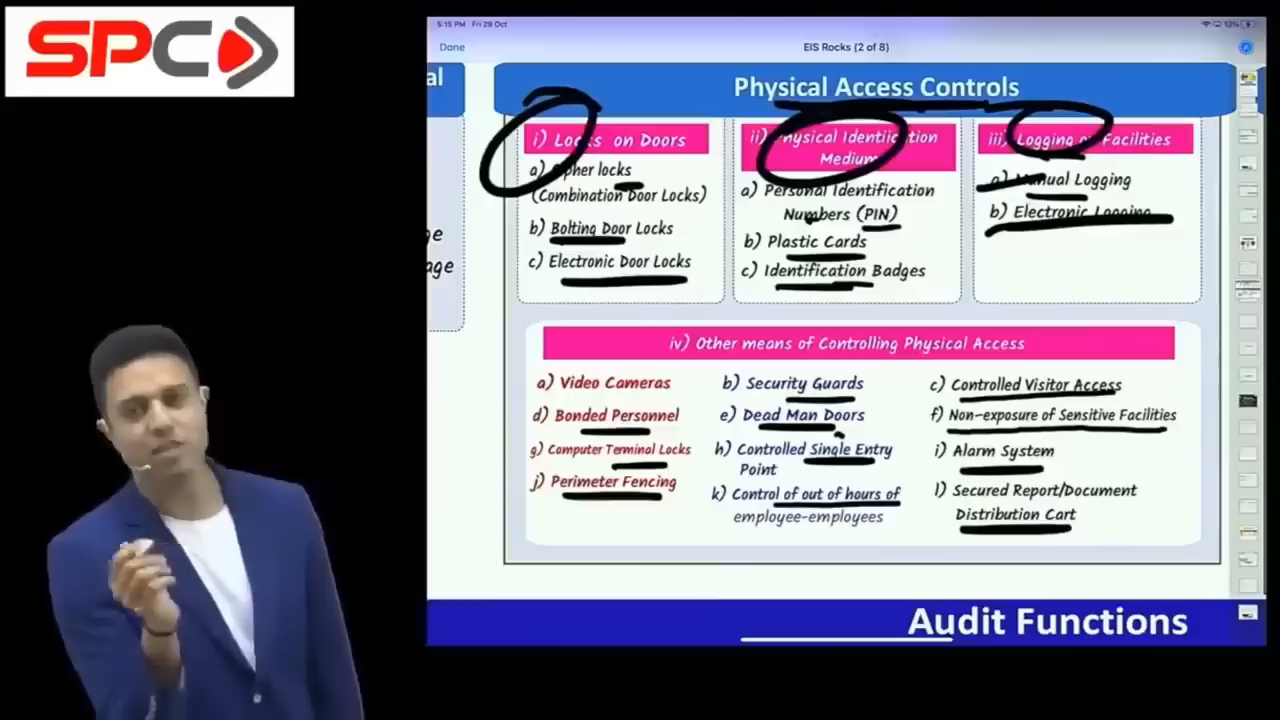 SPC
5:15 PM Fri 29 Oct
13%
Done
EIS Rocks (2 of 8)
al
Physical Access Controls
i) Locks on Doors
a) Cipher locks
(Combination Door Locks)
b) Bolting Door Locks
c) Electronic Door Locks
ii) Physical Identiication
Medium
a) Personal Identification
Numbers (PIN)
b) Plastic Cards
c) Identification Badges
iii) Logging on Facilities
a) Manual Logging
b) Electronic Logging
ge
age
iv) Other means of Controlling Physical Access
a) Video Cameras
b) Security Guards
c) Controlled Visitor Access
d) Bonded Personnel
e) Dead Man Doors
f) Non-exposure of Sensitive Facilities
g) Computer Terminal Locks
h) Controlled Single Entry
Point
i) Alarm System
j) Perimeter Fencing
k) Control of out of hours of
employee-employees
l) Secured Report/Document
Distribution Cart
Audit Functions